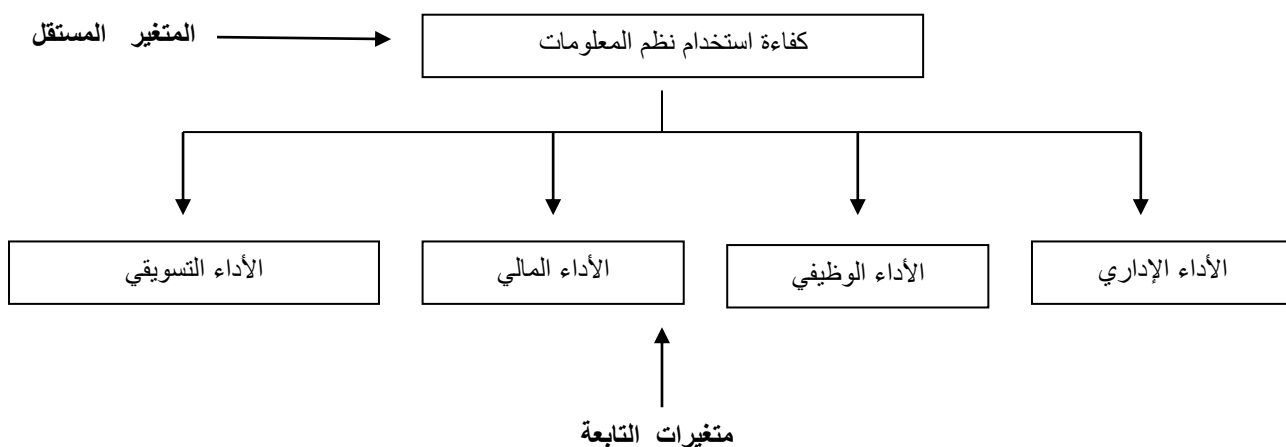 المتغير المستقل
كفاءة استخدام نظم المعلومات
الأداء الإداري
الأداء الوظيفي
الأداء المالي
الأداء التسويقي
متغيرات التابعة